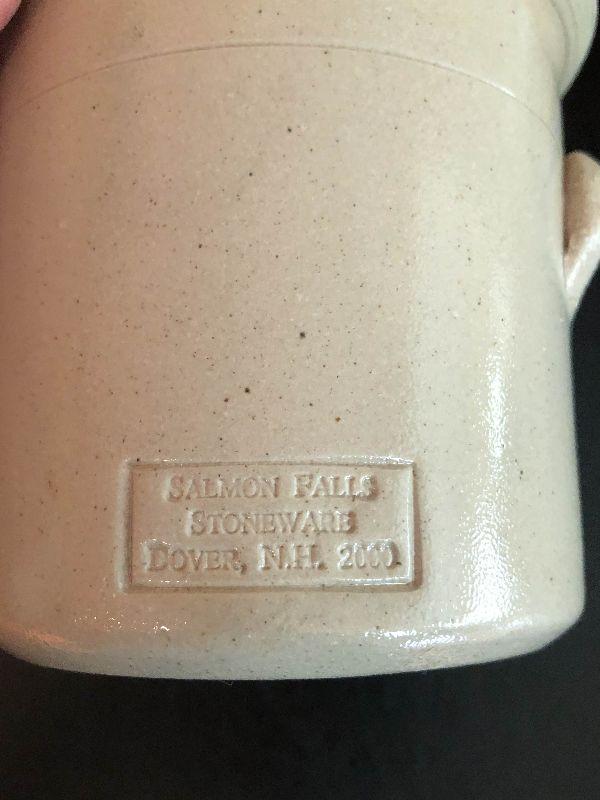 SALMON FALLS
STONEWARE
DOVER, N.H. 2000